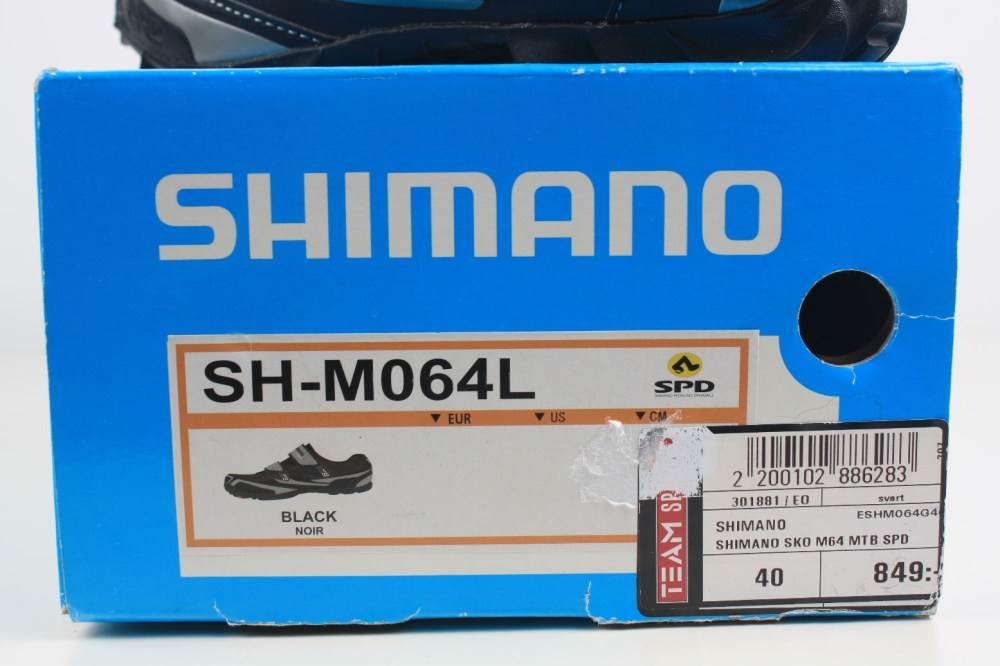 SHIMANO
SH-M064L
SPD
▼ EUR ▼ US ▼ CM
BLACK
NOIR
2 200102 886283
207
301881 / EO svart
ESHM064G4
SHIMANO
SHIMANO SKO M64 MTB SPD
40 849:-
TEAM SP